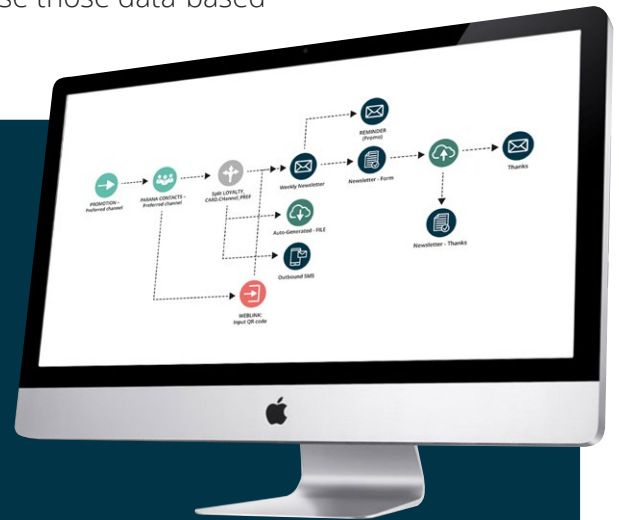 se those data-based
REMINDER
(Promo)
PROMOTION -
Preferred channel
PARANA CONTACTS -
Preferred channel
Split LOYALTY_
CARD.Channel_PREF
Weekly Newsletter
Newsletter - Form
Thanks
Auto-Generated - FILE
Newsletter - Thanks
Outbound SMS
WEBLINK:
Input QR code